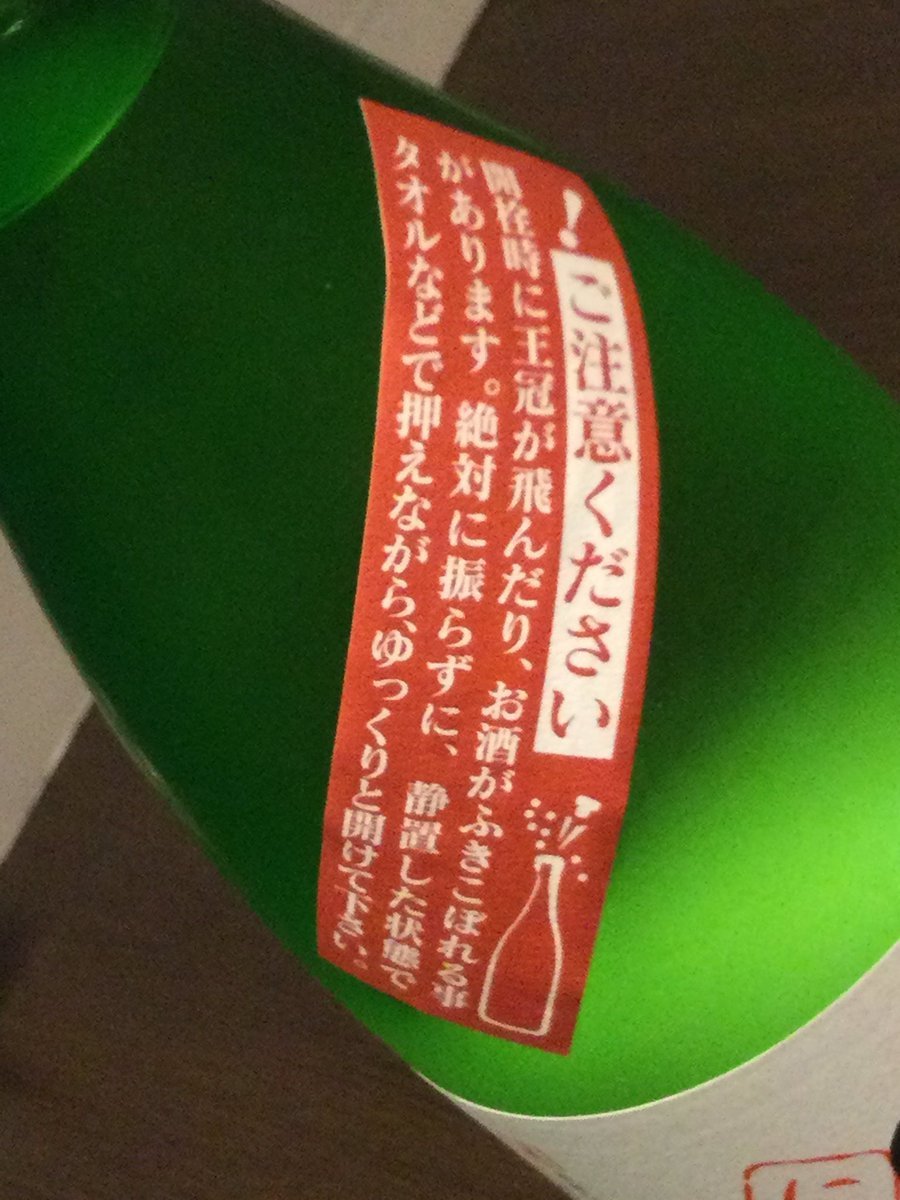 ！ご注意ください
開栓時に王冠が飛んだり、お酒がふきこぼれる事
があります。絶対に振らずに、静置した状態で
タオルなどで押えながら、ゆっくりと開けて下さい。